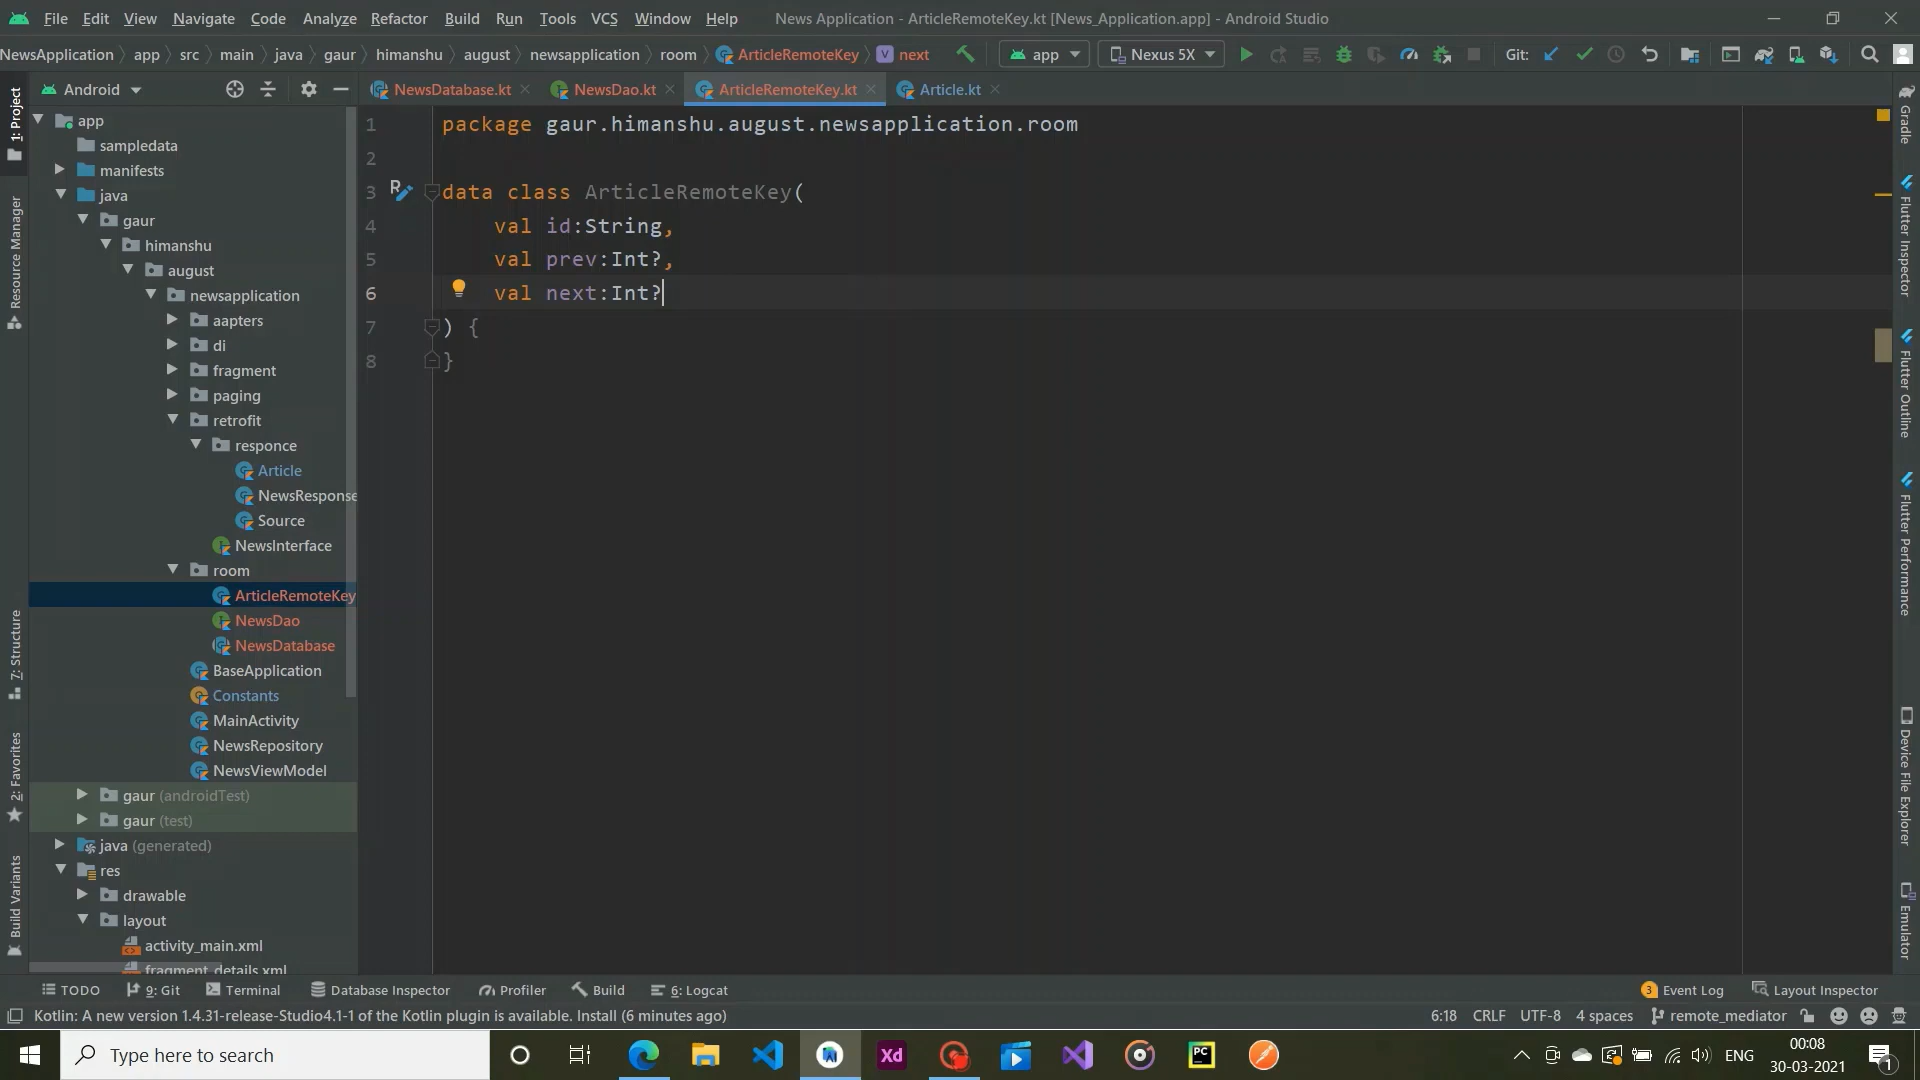 File Edit View Navigate Code Analyze Refactor Build Run Tools VCS Window Help News Application - ArticleRemoteKey.kt [News_Application.app] - Android Studio
NewsApplication app src main java gaur himanshu august newsapplication room ArticleRemoteKey V next app Nexus 5X Git:
Android NewsDatabase.kt NewsDao.kt ArticleRemoteKey.kt Article.kt
1: Project
Resource Manager
7: Structure
2: Favorites
Build Variants
app
sampledata
manifests
java
gaur
himanshu
august
newsapplication
aapters
di
fragment
paging
retrofit
responce
Article
NewsResponse
Source
NewsInterface
room
ArticleRemoteKey
NewsDao
NewsDatabase
BaseApplication
Constants
MainActivity
NewsRepository
NewsViewModel
gaur (androidTest)
gaur (test)
java (generated)
res
drawable
layout
activity_main.xml
fragment_details.xml
1 package gaur.himanshu.august.newsapplication.room
2
3 data class ArticleRemoteKey(
4 val id:String,
5 val prev:Int?,
6 val next:Int?
7 ) {
8 }
Gradle
Flutter Inspector
Flutter Outline
Flutter Performance
Device File Explorer
Emulator
TODO 9: Git Terminal Database Inspector Profiler Build 6: Logcat 3 Event Log Layout Inspector
Kotlin: A new version 1.4.31-release-Studio4.1-1 of the Kotlin plugin is available. Install (6 minutes ago) 6:18 CRLF UTF-8 4 spaces remote_mediator
Type here to search Xd PC ENG 00:08
30-03-2021 1